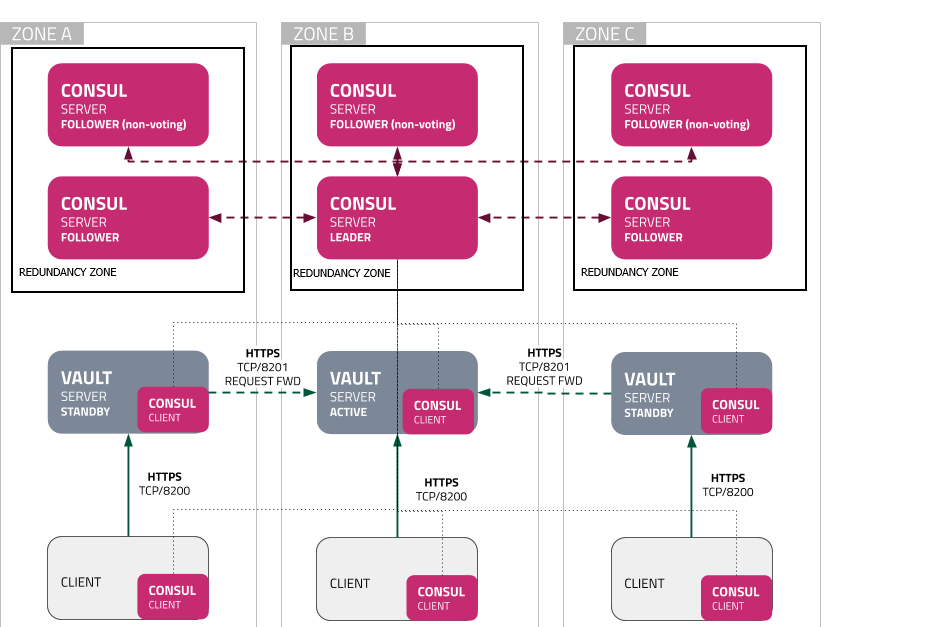 ZONE A
ZONE B
ZONE C
CONSUL
SERVER
FOLLOWER (non-voting)
CONSUL
SERVER
FOLLOWER (non-voting)
CONSUL
SERVER
FOLLOWER (non-voting)
CONSUL
SERVER
FOLLOWER
CONSUL
SERVER
LEADER
CONSUL
SERVER
FOLLOWER
REDUNDANCY ZONE
REDUNDANCY ZONE
REDUNDANCY ZONE
VAULT
SERVER
STANDBY
CONSUL
CLIENT
HTTPS
TCP/8201
REQUEST FWD
VAULT
SERVER
ACTIVE
CONSUL
CLIENT
HTTPS
TCP/8201
REQUEST FWD
VAULT
SERVER
STANDBY
CONSUL
CLIENT
HTTPS
TCP/8200
HTTPS
TCP/8200
HTTPS
TCP/8200
CLIENT
CONSUL
CLIENT
CLIENT
CONSUL
CLIENT
CLIENT
CONSUL
CLIENT